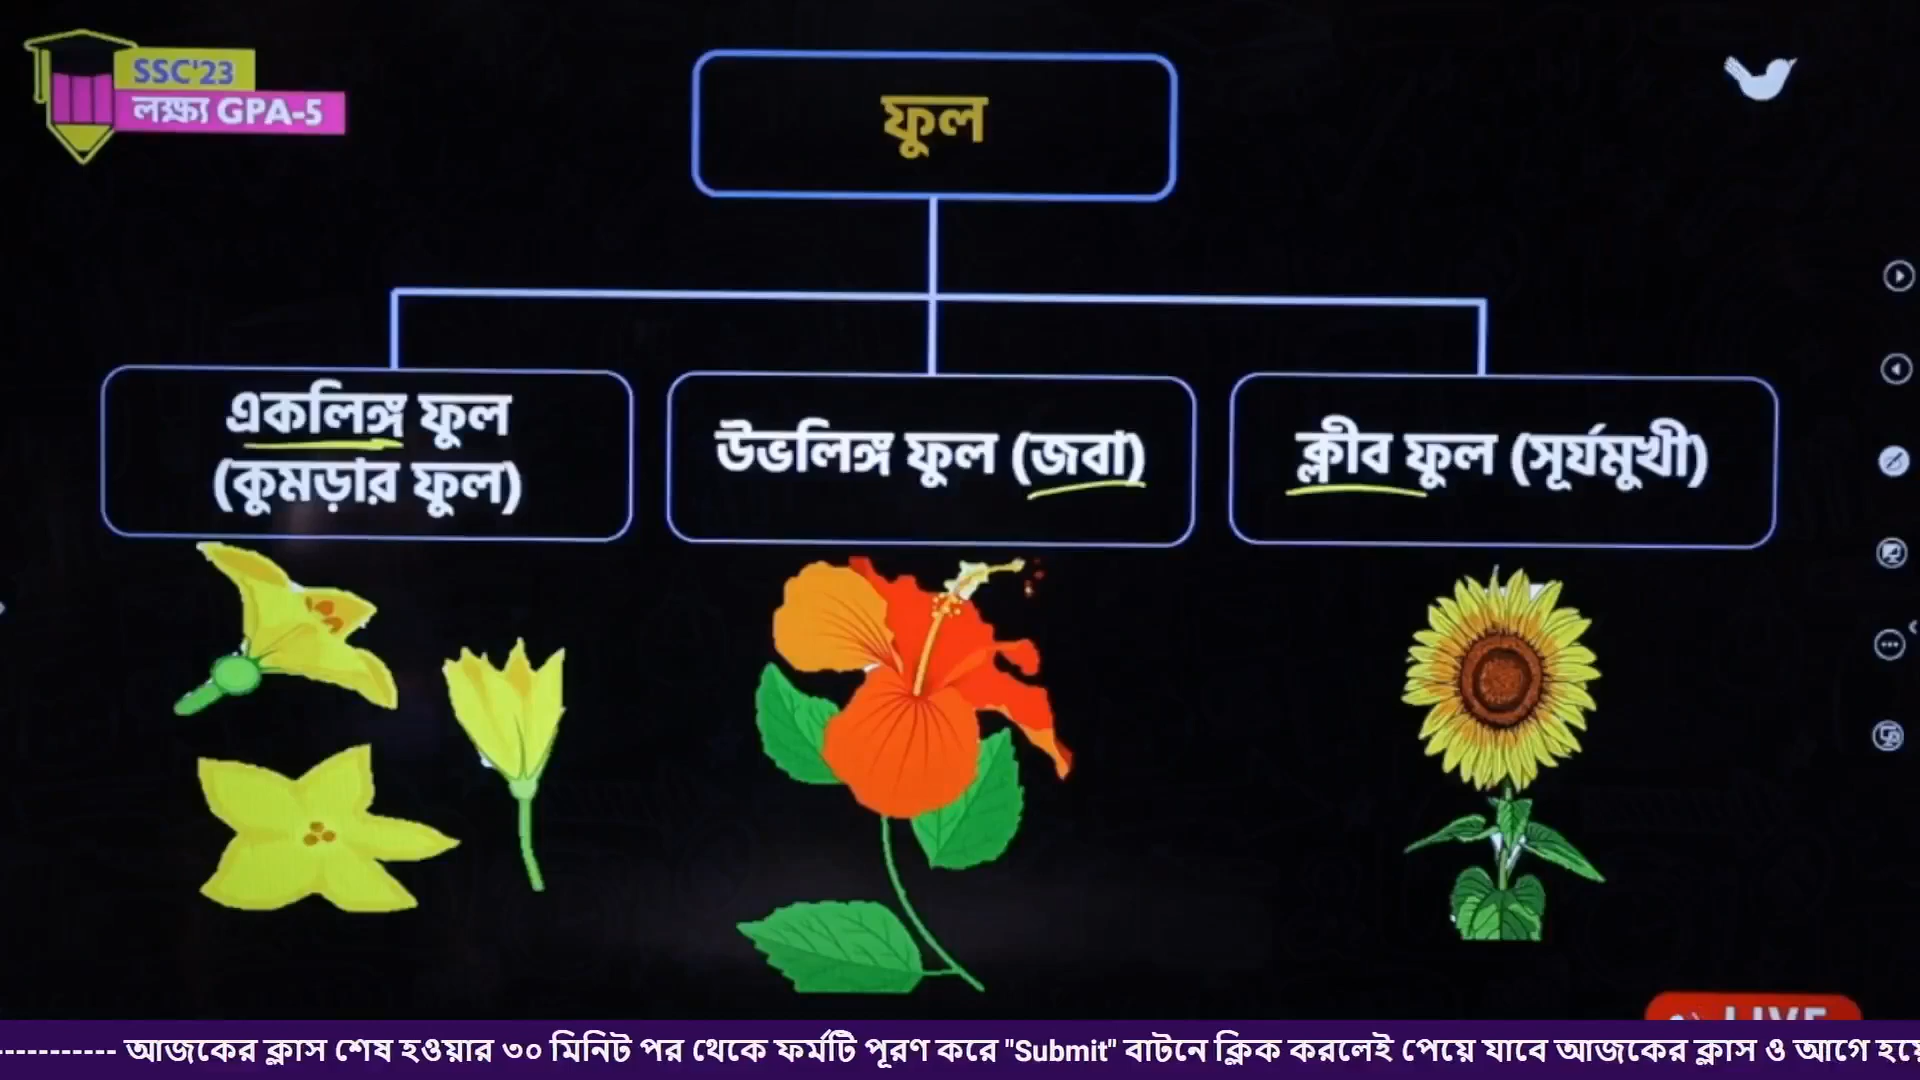 SSC'23
লক্ষ্য GPA-5
ফুল
একলিঙ্গ ফুল
(কুমড়ার ফুল)
উভলিঙ্গ ফুল (জবা)
ক্লীব ফুল (সূর্যমুখী)
LIVE
----------- আজকের ক্লাস শেষ হওয়ার ৩০ মিনিট পর থেকে ফর্মটি পূরণ করে "Submit" বাটনে ক্লিক করলেই পেয়ে যাবে আজকের ক্লাস ও আগে